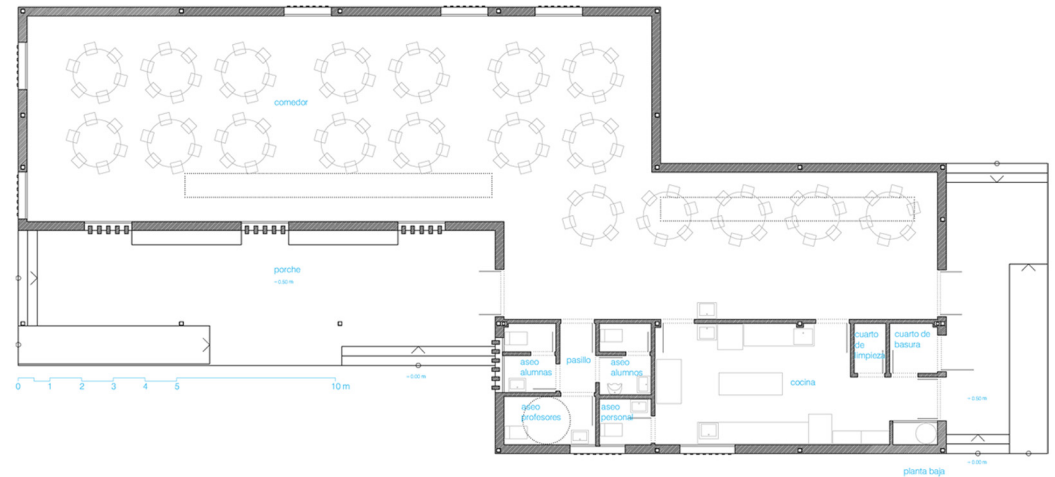 comedor
porche
+0.50 m
aseo
alumnas
pasillo
aseo
alumnos
cuarto
de
limpieza
cuarto de
basura
cocina
aseo
profesores
aseo
personal
0 1 2 3 4 5 10 m
±0.00 m
+0.50 m
±0.00 m
planta baja